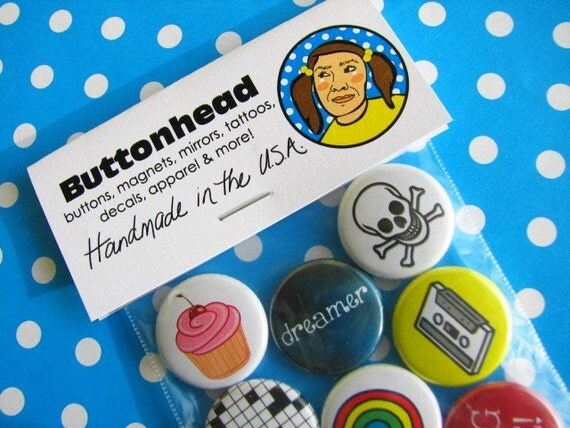 Buttonhead
buttons, magnets, mirrors, tattoos,
decals, apparel & more!
Handmade in the U.S.A.
dreamer